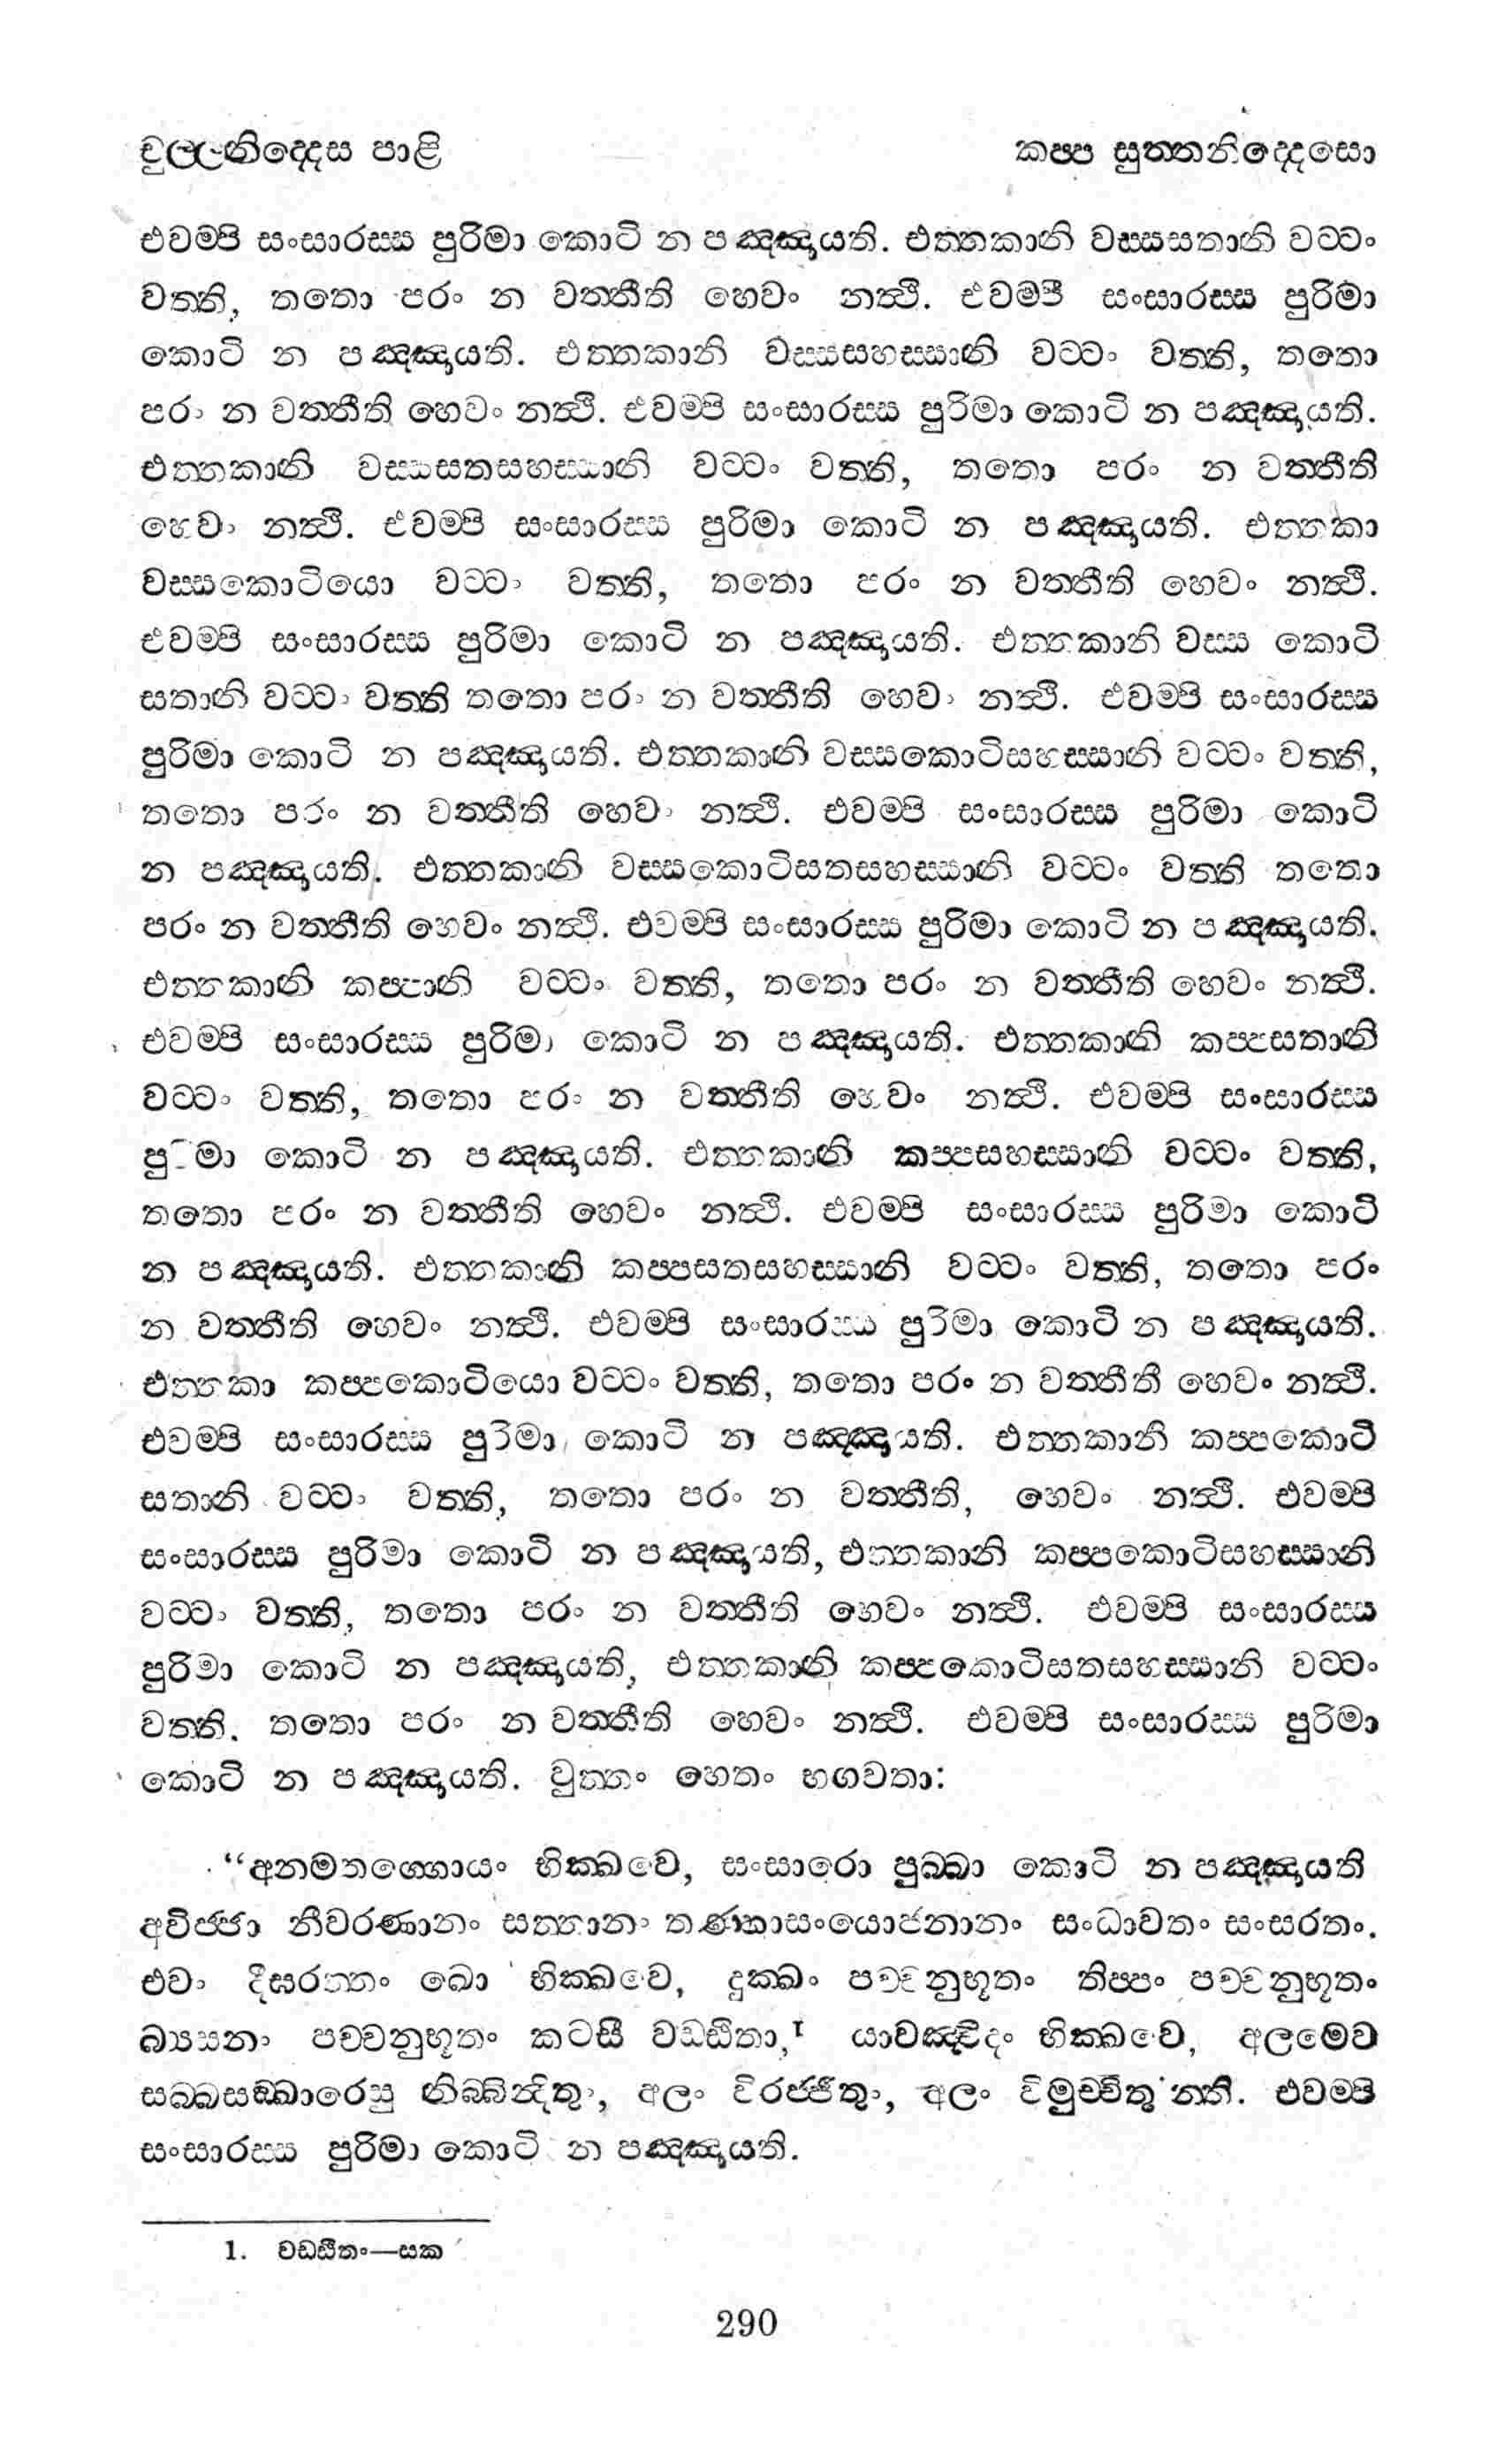 චුල්ලනිද්දෙස පාළි
කප්ප සුත්තනිද්දෙසො
එවම්පි සංසාරස්ස පුරිමා කොටි න පඤ්ඤායති. එත්තකානි වස්සසතානි වට්ටං
වත්ති, තතො පරං න වත්තීති හෙවං නත්ථි. එවම්පි සංසාරස්ස පුරිමා
කොටි න පඤ්ඤායති. එත්තකානි වස්සසහස්සානි වට්ටං වත්ති, තතො
පරං න වත්තීති හෙවං නත්ථි. එවම්පි සංසාරස්ස පුරිමා කොටි න පඤ්ඤායති.
එත්තකානි වස්සසතසහස්සානි වට්ටං වත්ති, තතො පරං න වත්තීති
හෙවං නත්ථි. එවම්පි සංසාරස්ස පුරිමා කොටි න පඤ්ඤායති. එත්තකා
වස්සකොටියො වට්ටං වත්ති, තතො පරං න වත්තීති හෙවං නත්ථි.
එවම්පි සංසාරස්ස පුරිමා කොටි න පඤ්ඤායති. එත්තකානි වස්ස කොටි
සතානි වට්ටං වත්ති තතො පරං න වත්තීති හෙවං නත්ථි. එවම්පි සංසාරස්ස
පුරිමා කොටි න පඤ්ඤායති. එත්තකානි වස්සකොටිසහස්සානි වට්ටං වත්ති,
තතො පරං න වත්තීති හෙවං නත්ථි. එවම්පි සංසාරස්ස පුරිමා කොටි
න පඤ්ඤායති. එත්තකානි වස්සකොටිසතසහස්සානි වට්ටං වත්ති තතො
පරං න වත්තීති හෙවං නත්ථි. එවම්පි සංසාරස්ස පුරිමා කොටි න පඤ්ඤායති.
එත්තකානි කප්පානි වට්ටං වත්ති, තතො පරං න වත්තීති හෙවං නත්ථි.
එවම්පි සංසාරස්ස පුරිමා කොටි න පඤ්ඤායති. එත්තකානි කප්පසතානි
වට්ටං වත්ති, තතො පරං න වත්තීති හෙවං නත්ථි. එවම්පි සංසාරස්ස
පුරිමා කොටි න පඤ්ඤායති. එත්තකානි කප්පසහස්සානි වට්ටං වත්ති,
තතො පරං න වත්තීති හෙවං නත්ථි. එවම්පි සංසාරස්ස පුරිමා කොටි
න පඤ්ඤායති. එත්තකානි කප්පසතසහස්සානි වට්ටං වත්ති, තතො පරං
න වත්තීති හෙවං නත්ථි. එවම්පි සංසාරස්ස පුරිමා කොටි න පඤ්ඤායති.
එත්තකා කප්පකොටියො වට්ටං වත්ති, තතො පරං න වත්තීතී හෙවං නත්ථි.
එවම්පි සංසාරස්ස පුරිමා කොටි න පඤ්ඤායති. එත්තකානි කප්පකොටි
සතානි වට්ටං වත්ති, තතො පරං න වත්තීති, හෙවං නත්ථි. එවම්පි
සංසාරස්ස පුරිමා කොටි න පඤ්ඤායති, එත්තකානි කප්පකොටිසහස්සානි
වට්ටං වත්ති, තතො පරං න වත්තීති හෙවං නත්ථි. එවම්පි සංසාරස්ස
පුරිමා කොටි න පඤ්ඤායති, එත්තකානි කප්පකොටිසතසහස්සානි වට්ටං
වත්ති. තතො පරං න වත්තීති හෙවං නත්ථි. එවම්පි සංසාරස්ස පුරිමා
කොටි න පඤ්ඤායති. වුත්තං හෙතං භගවතා:
“අනමතග්ගොයං භික්ඛවෙ, සංසාරො පුබ්බා කොටි න පඤ්ඤායති
අවිජ්ජා නීවරණානං සත්තානං තණ්හාසංයොජනානං සංධාවතං සංසරතං.
එවං දීඝරත්තං ඛො භික්ඛවෙ, දුක්ඛං පච්චනුභූතං තිප්පං පච්චනුභූතං
බ්‍යසනං පච්චනුභූතං කටසී වඩ්ඪිතා,¹ යාවඤ්චිදං භික්ඛවෙ, අලමෙව
සබ්බසඞ්ඛාරෙසු නිබ්බින්දිතුං, අලං විරජ්ජීතුං, අලං විමුච්චිතු'න්ති. එවම්පි
සංසාරස්ස පුරිමා කොටි න පඤ්ඤායති.
1. වඩ්ඪිතං—සක
290